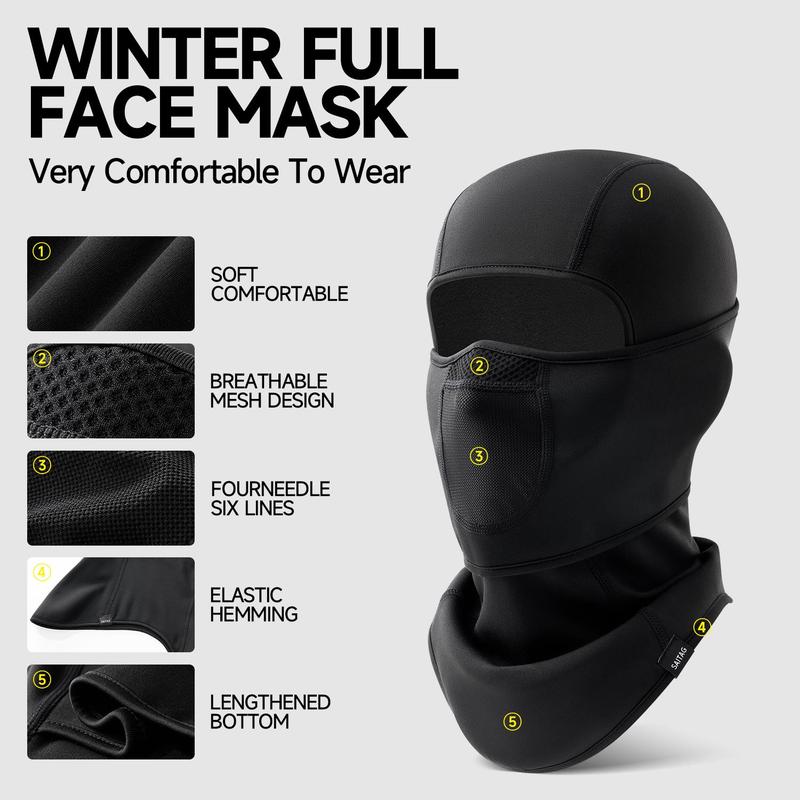 WINTER FULL
FACE MASK
Very Comfortable To Wear
1
SOFT
COMFORTABLE
2
BREATHABLE
MESH DESIGN
3
FOURNEEDLE
SIX LINES
4
ELASTIC
HEMMING
SAITAG
5
LENGTHENED
BOTTOM
1
2
3
4
SAITAG
5